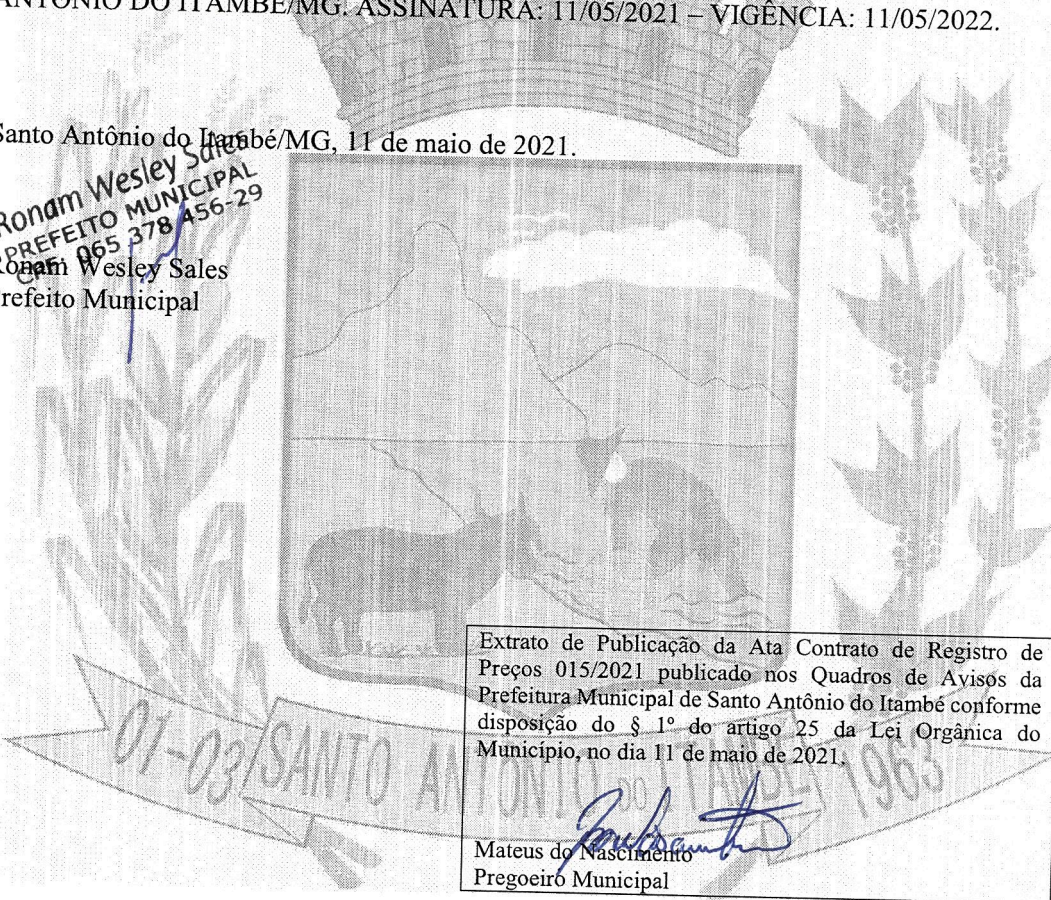 ANTÔNIO DO ITAMBÉ/MG. ASSINATURA: 11/05/2021 – VIGÊNCIA: 11/05/2022.
Santo Antônio do Itambé/MG, 11 de maio de 2021.
Ronam Wesley Sales
PREFEITO MUNICIPAL
CPF: 065 378 456-29
Ronam Wesley Sales
Prefeito Municipal
Extrato de Publicação da Ata Contrato de Registro de
Preços 015/2021 publicado nos Quadros de Avisos da
Prefeitura Municipal de Santo Antônio do Itambé conforme
disposição do § 1º do artigo 25 da Lei Orgânica do
Município, no dia 11 de maio de 2021.
Mateus do Nascimento
Pregoeiro Municipal
01-03 SANTO ANTONIO DO ITAMBÉ 1963